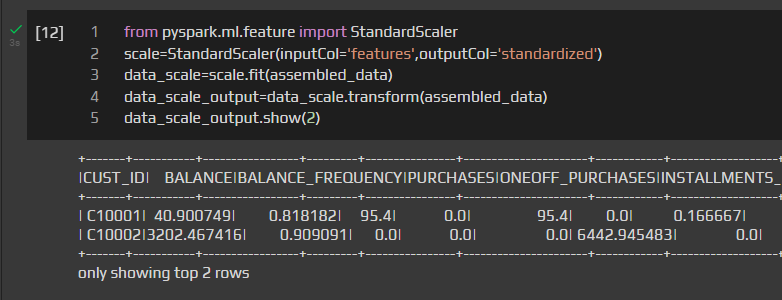 [12]
1 from pyspark.ml.feature import StandardScaler
2 scale=StandardScaler(inputCol='features',outputCol='standardized')
3 data_scale=scale.fit(assembled_data)
4 data_scale_output=data_scale.transform(assembled_data)
5 data_scale_output.show(2)
3s
+-------+-----------+-----------------+---------+----------------+-------------------
|CUST_ID|    BALANCE|BALANCE_FREQUENCY|PURCHASES|ONEOFF_PURCHASES|INSTALLMENTS_
+-------+-----------+-----------------+---------+----------------+-------------------
| C10001|  40.900749|         0.818182|     95.4|             0.0|              95.4|         0.0|         0.166667|
| C10002|3202.467416|         0.909091|      0.0|             0.0|               0.0| 6442.945483|              0.0|
+-------+-----------+-----------------+---------+----------------+-------------------
only showing top 2 rows